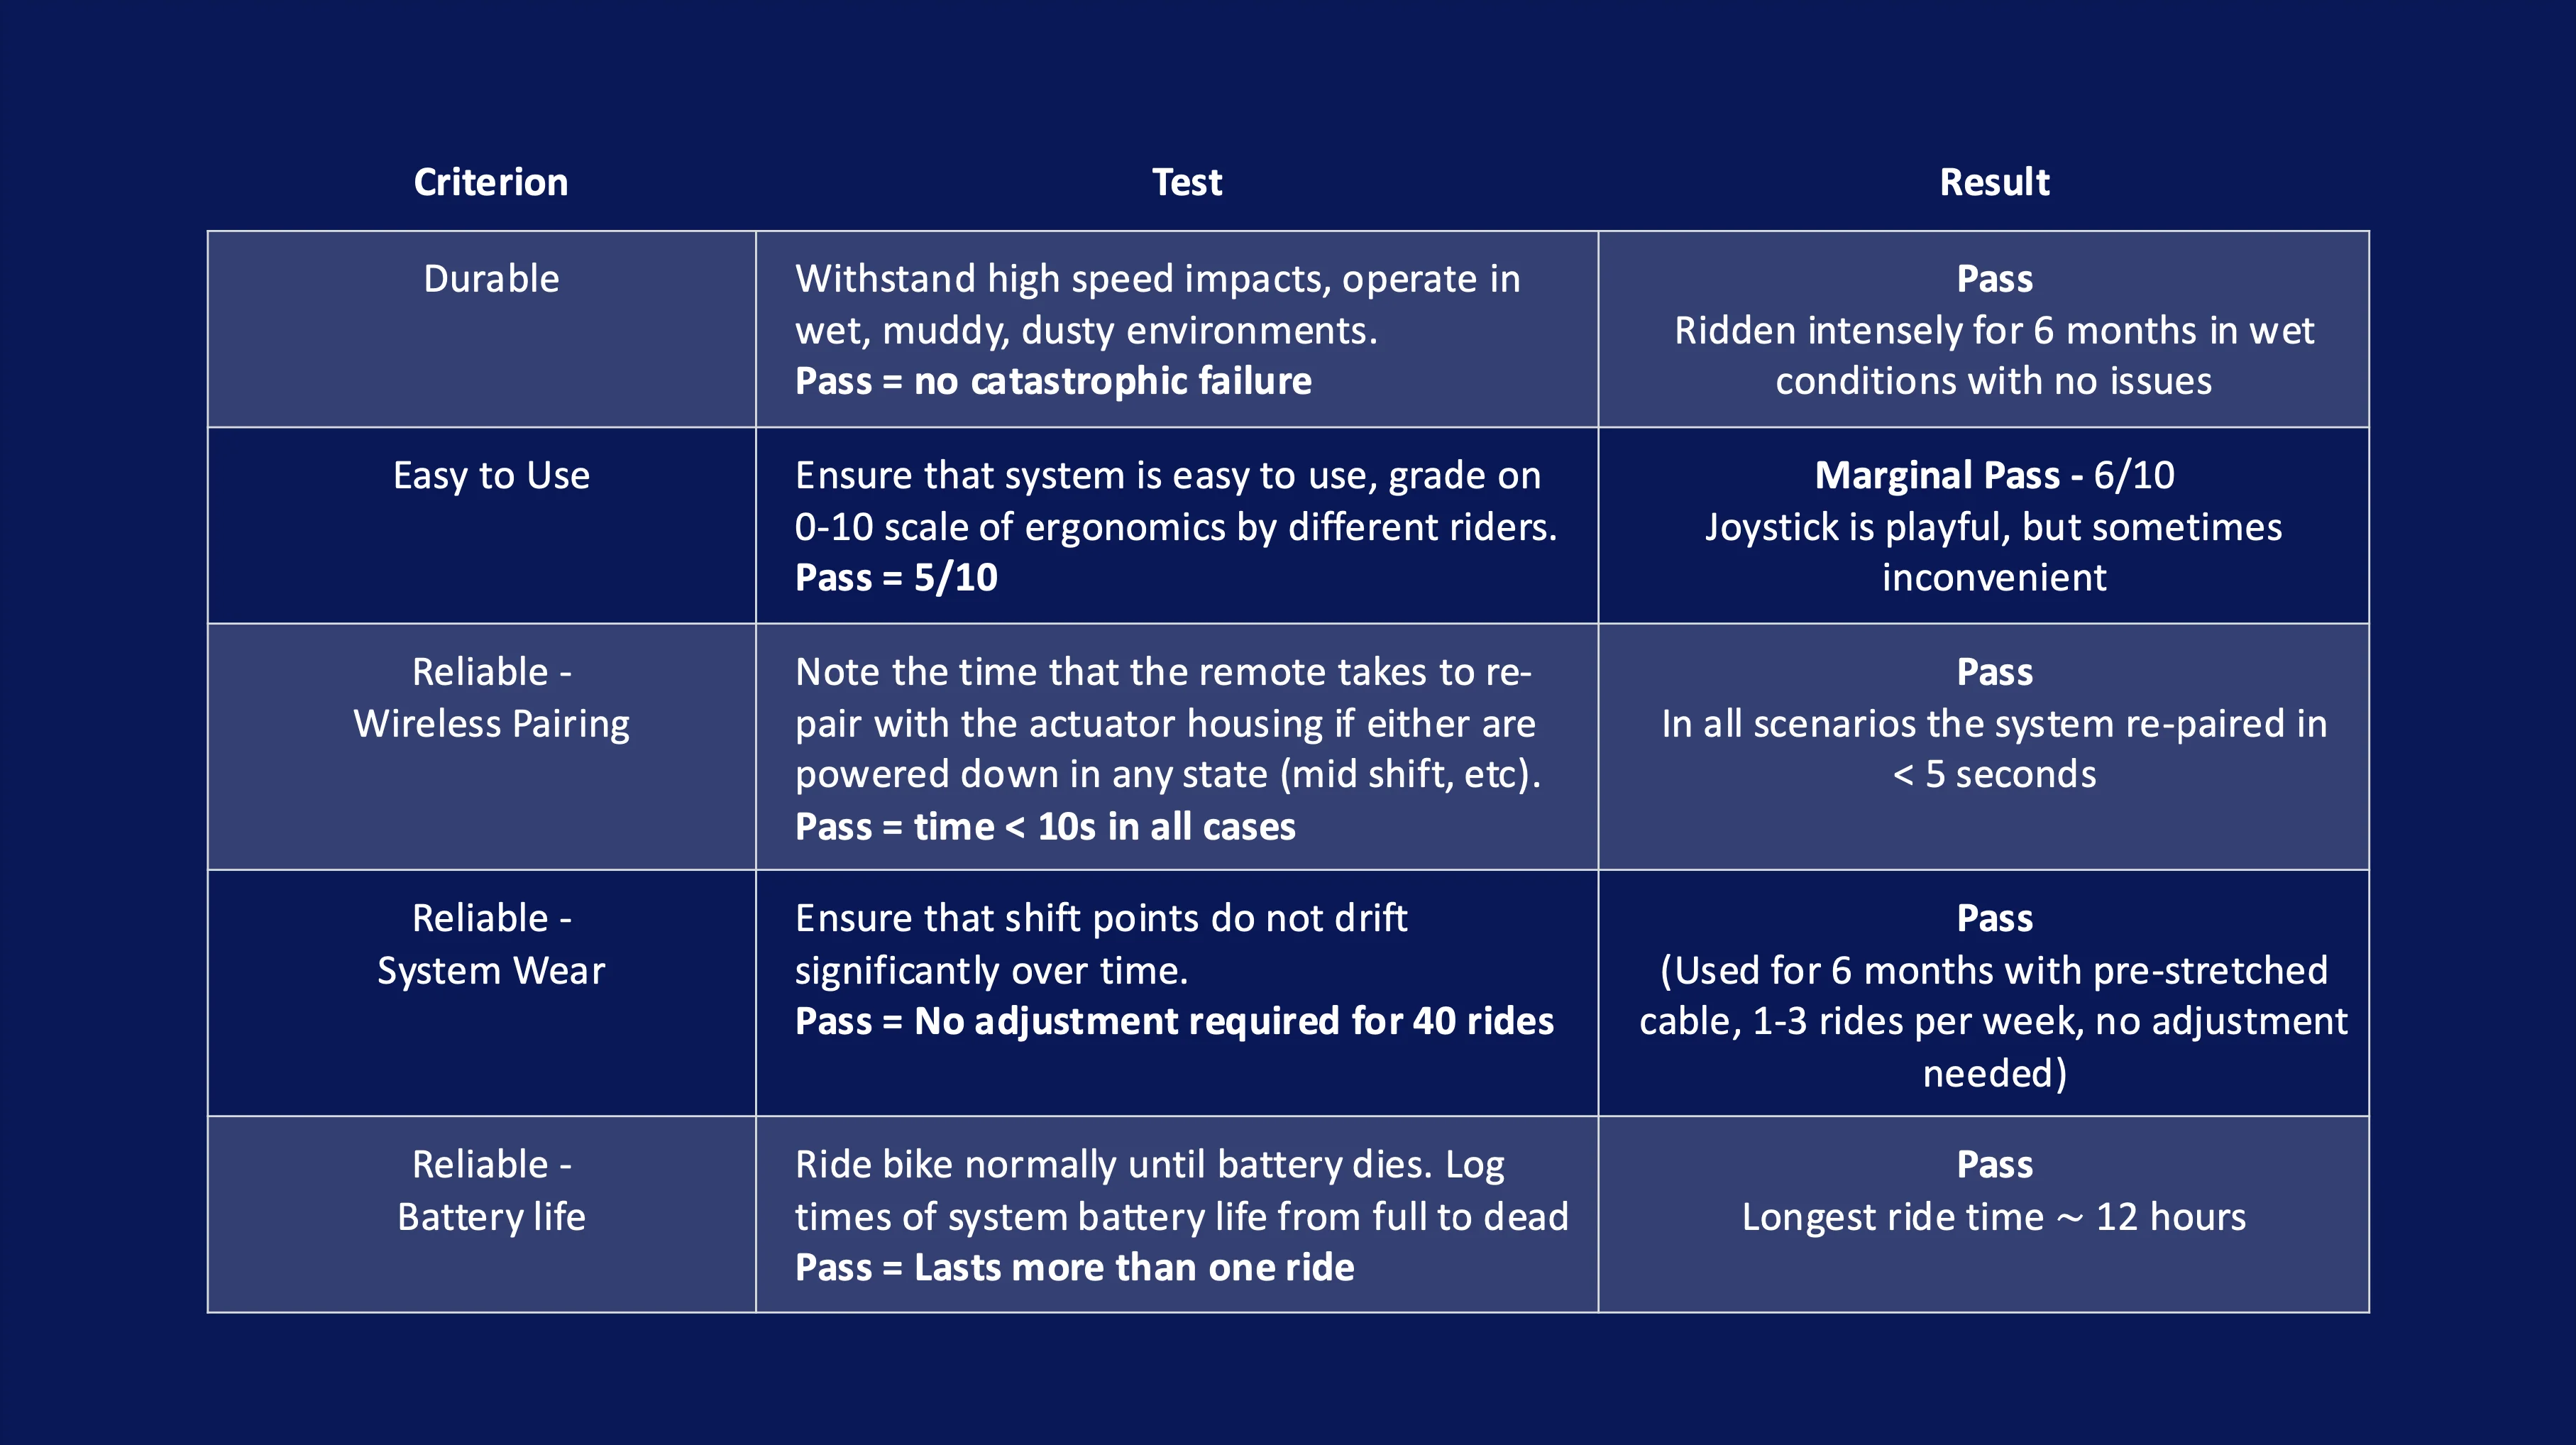 Criterion
Test
Result
Durable
Withstand high speed impacts, operate in
wet, muddy, dusty environments.
Pass = no catastrophic failure
Pass
Ridden intensely for 6 months in wet
conditions with no issues
Easy to Use
Ensure that system is easy to use, grade on
0-10 scale of ergonomics by different riders.
Pass = 5/10
Marginal Pass - 6/10
Joystick is playful, but sometimes
inconvenient
Reliable -
Wireless Pairing
Note the time that the remote takes to re-
pair with the actuator housing if either are
powered down in any state (mid shift, etc).
Pass = time < 10s in all cases
Pass
In all scenarios the system re-paired in
< 5 seconds
Reliable -
System Wear
Ensure that shift points do not drift
significantly over time.
Pass = No adjustment required for 40 rides
Pass
(Used for 6 months with pre-stretched
cable, 1-3 rides per week, no adjustment
needed)
Reliable -
Battery life
Ride bike normally until battery dies. Log
times of system battery life from full to dead
Pass = Lasts more than one ride
Pass
Longest ride time ~ 12 hours